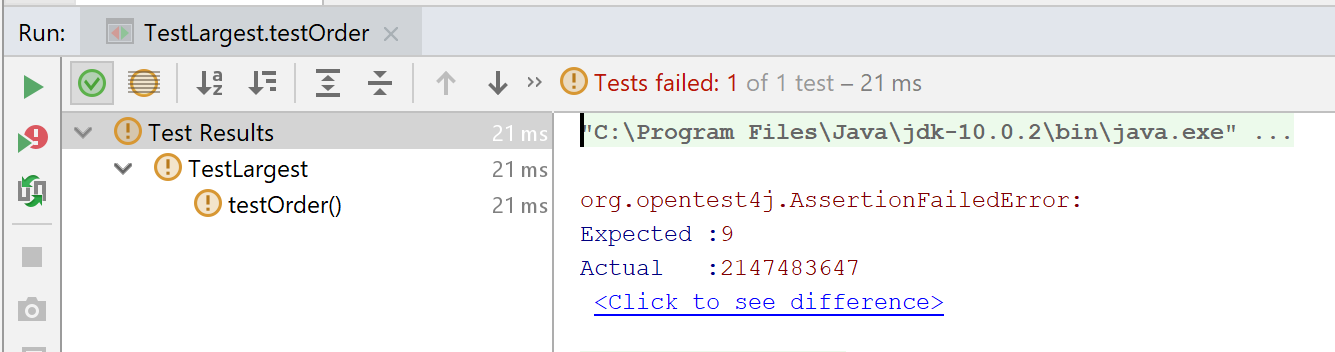 Run: TestLargest.testOrder
Tests failed: 1 of 1 test – 21 ms
Test Results 21 ms
TestLargest 21 ms
testOrder() 21 ms
"C:\Program Files\Java\jdk-10.0.2\bin\java.exe" ...
org.opentest4j.AssertionFailedError:
Expected :9
Actual   :2147483647
<Click to see difference>